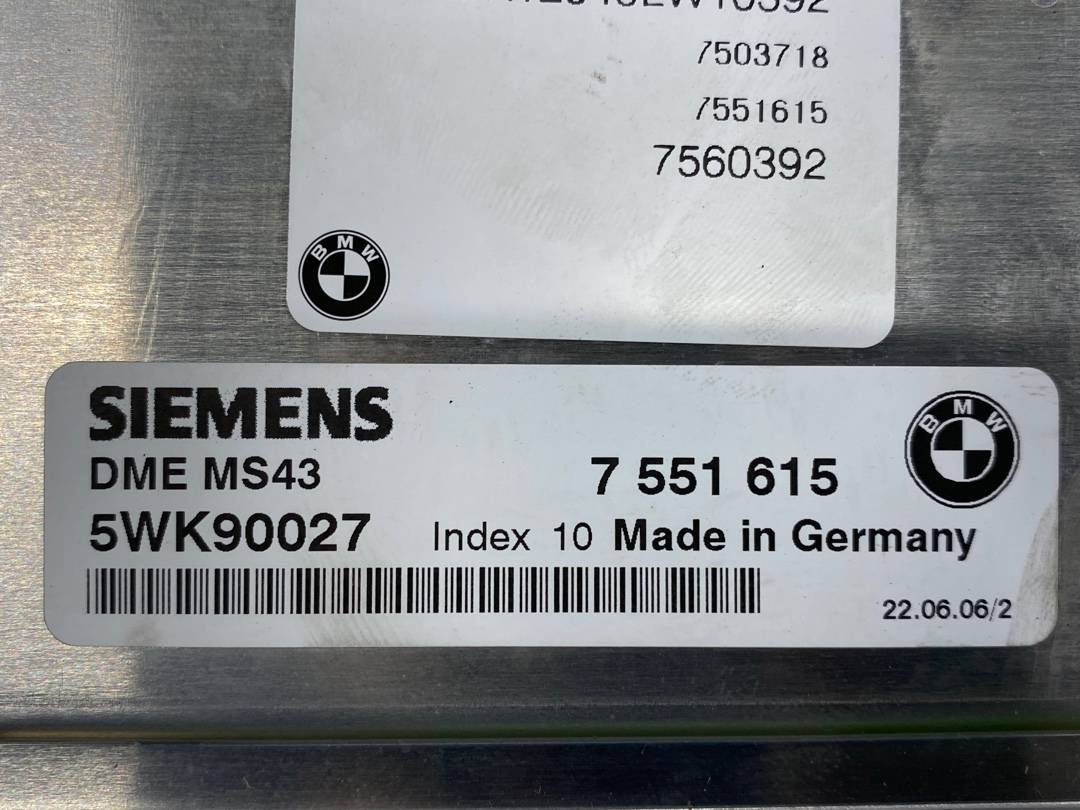 7503718
7551615
7560392
BMW
SIEMENS
BMW
DME MS43
7 551 615
5WK90027 Index 10 Made in Germany
22.06.06/2